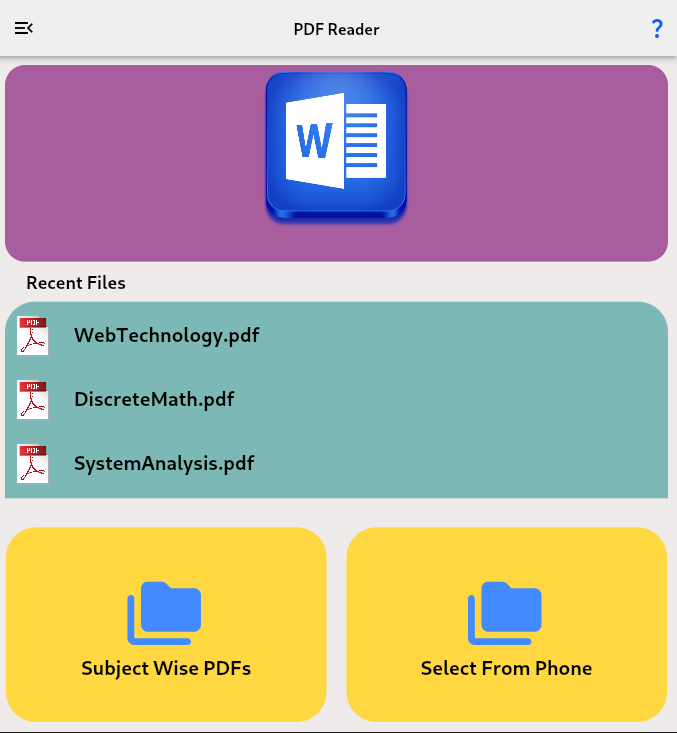 PDF Reader
?
W
Recent Files
PDF
WebTechnology.pdf
PDF
DiscreteMath.pdf
PDF
SystemAnalysis.pdf
Subject Wise PDFs
Select From Phone